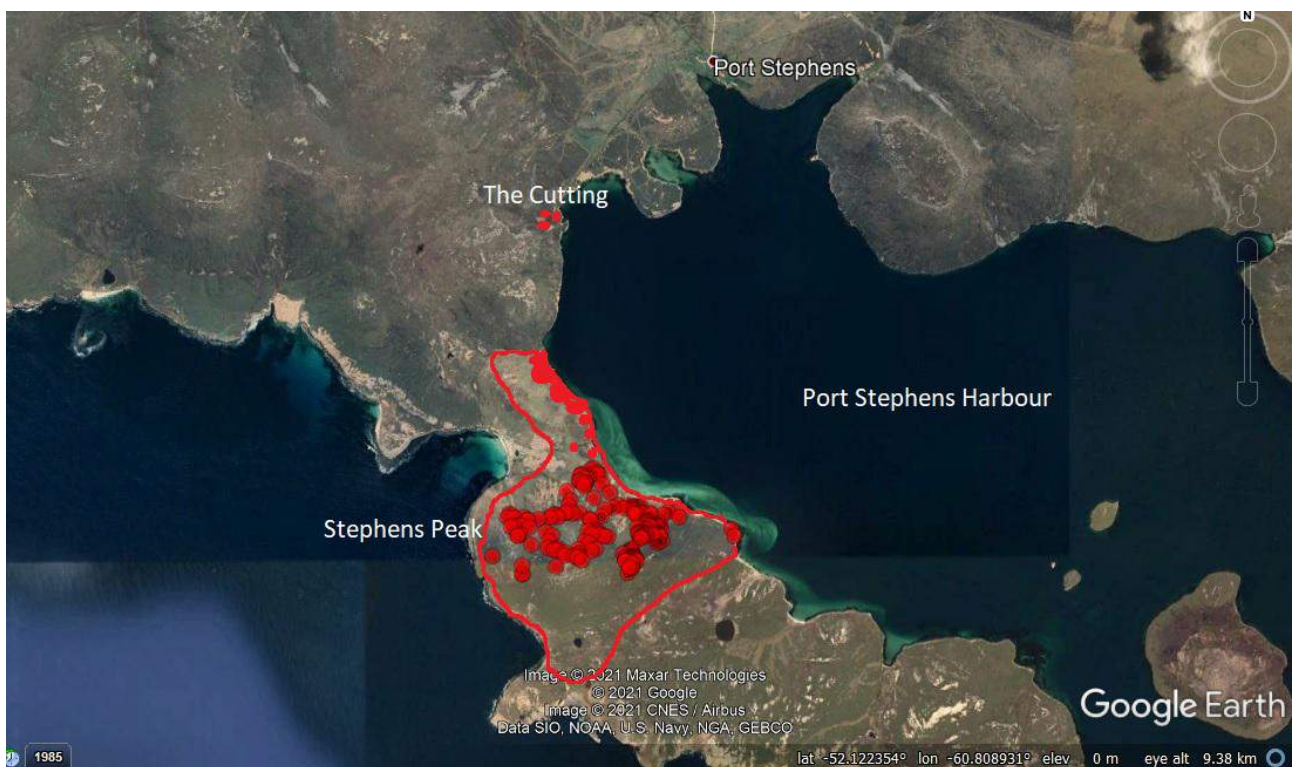 N
Port Stephens
The Cutting
Port Stephens Harbour
Stephens Peak
Image © 2021 Maxar Technologies
© 2021 Google
Image © 2021 CNES / Airbus
Data SIO, NOAA, U.S. Navy, NGA, GEBCO
Google Earth
1985
lat -52.122354° lon -60.808931° elev 0 m eye alt 9.38 km